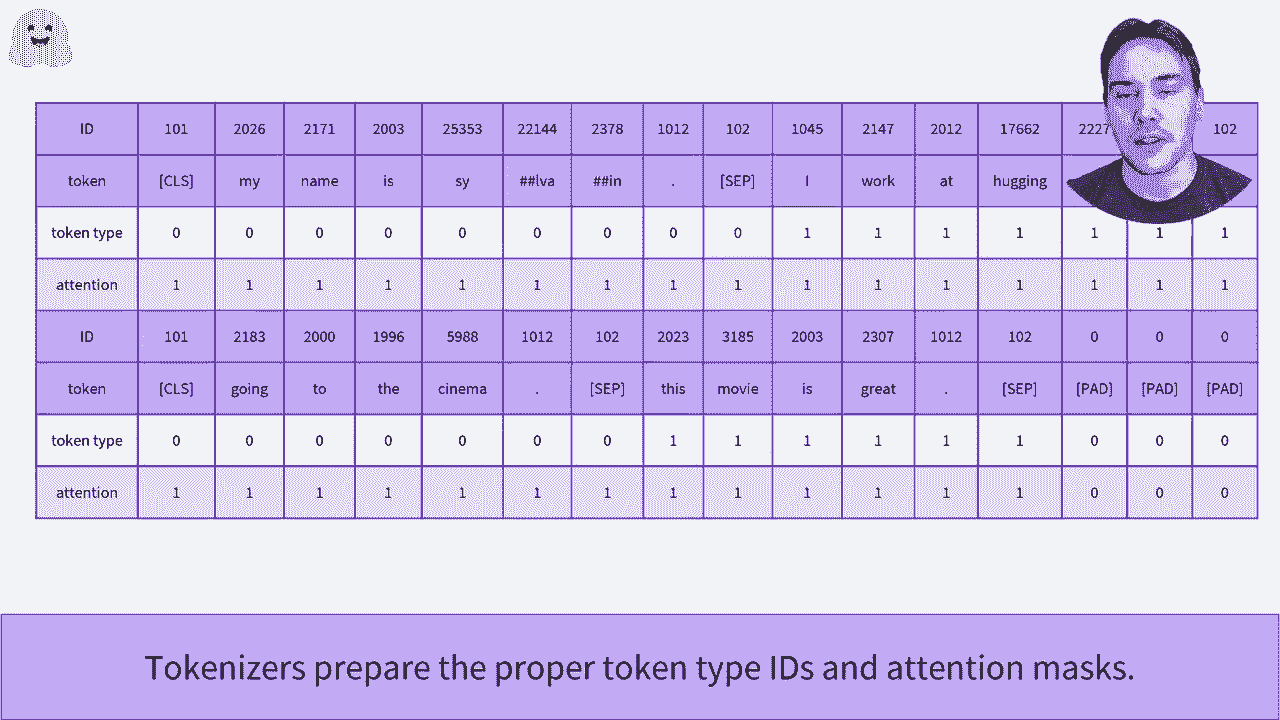 ID 101 2026 2171 2003 25353 22144 2378 1012 102 1045 2147 2012 17662 102
token [CLS] my name is sy ##lva ##in . [SEP] I work at hugging
token type 0 0 0 0 0 0 0 0 0 1 1 1 1 1 1 1
attention 1 1 1 1 1 1 1 1 1 1 1 1 1 1 1 1
ID 101 2183 2000 1996 5988 1012 102 2023 3185 2003 2307 1012 102 0 0 0
token [CLS] going to the cinema . [SEP] this movie is great . [SEP] [PAD] [PAD] [PAD]
token type 0 0 0 0 0 0 0 1 1 1 1 1 1 0 0 0
attention 1 1 1 1 1 1 1 1 1 1 1 1 1 0 0 0
Tokenizers prepare the proper token type IDs and attention masks.